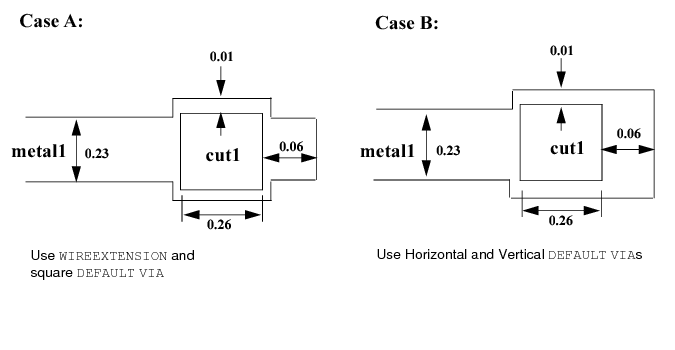 Case A:
0.01
metal1
0.23
cut1
0.06
0.26
Use WIREEXTENSION and
square DEFAULT VIA
Case B:
0.01
metal1
0.23
cut1
0.06
0.26
Use Horizontal and Vertical DEFAULT VIAs